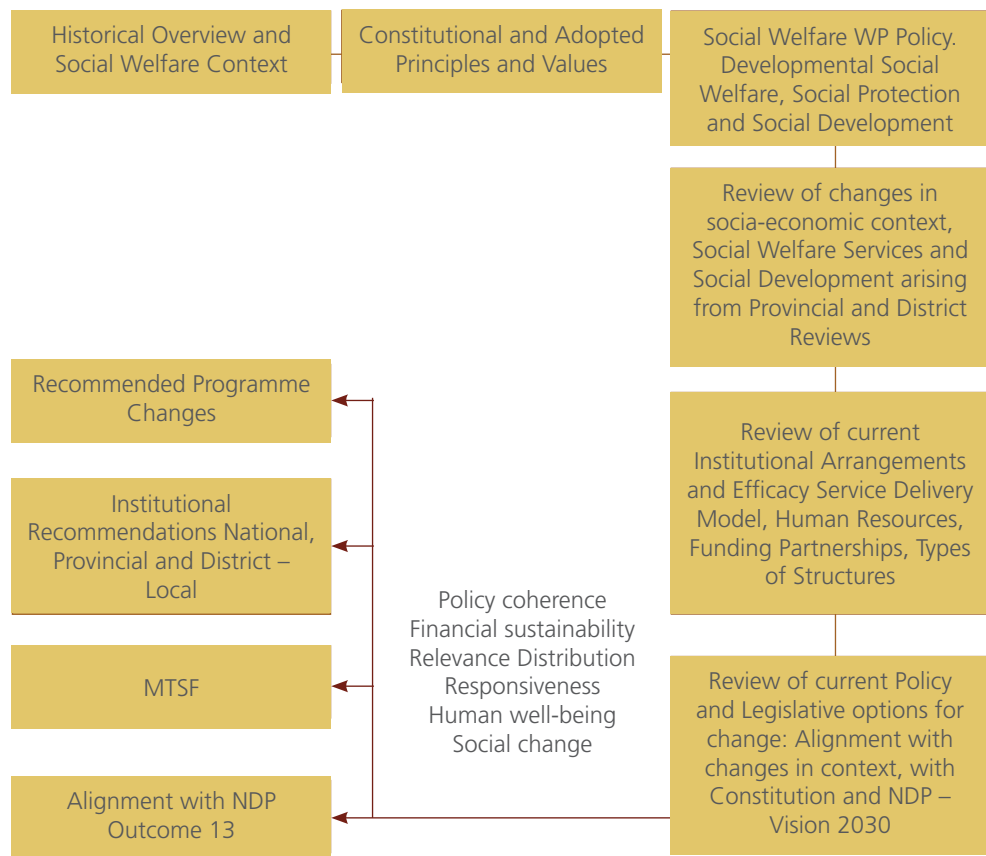 Historical Overview and
Social Welfare Context
Constitutional and Adopted
Principles and Values
Social Welfare WP Policy.
Developmental Social
Welfare, Social Protection
and Social Development
Review of changes in
socia-economic context,
Social Welfare Services and
Social Development arising
from Provincial and District
Reviews
Review of current
Institutional Arrangements
and Efficacy Service Delivery
Model, Human Resources,
Funding Partnerships, Types
of Structures
Review of current Policy
and Legislative options for
change: Alignment with
changes in context, with
Constitution and NDP –
Vision 2030
Policy coherence
Financial sustainability
Relevance Distribution
Responsiveness
Human well-being
Social change
Recommended Programme
Changes
Institutional
Recommendations National,
Provincial and District –
Local
MTSF
Alignment with NDP
Outcome 13